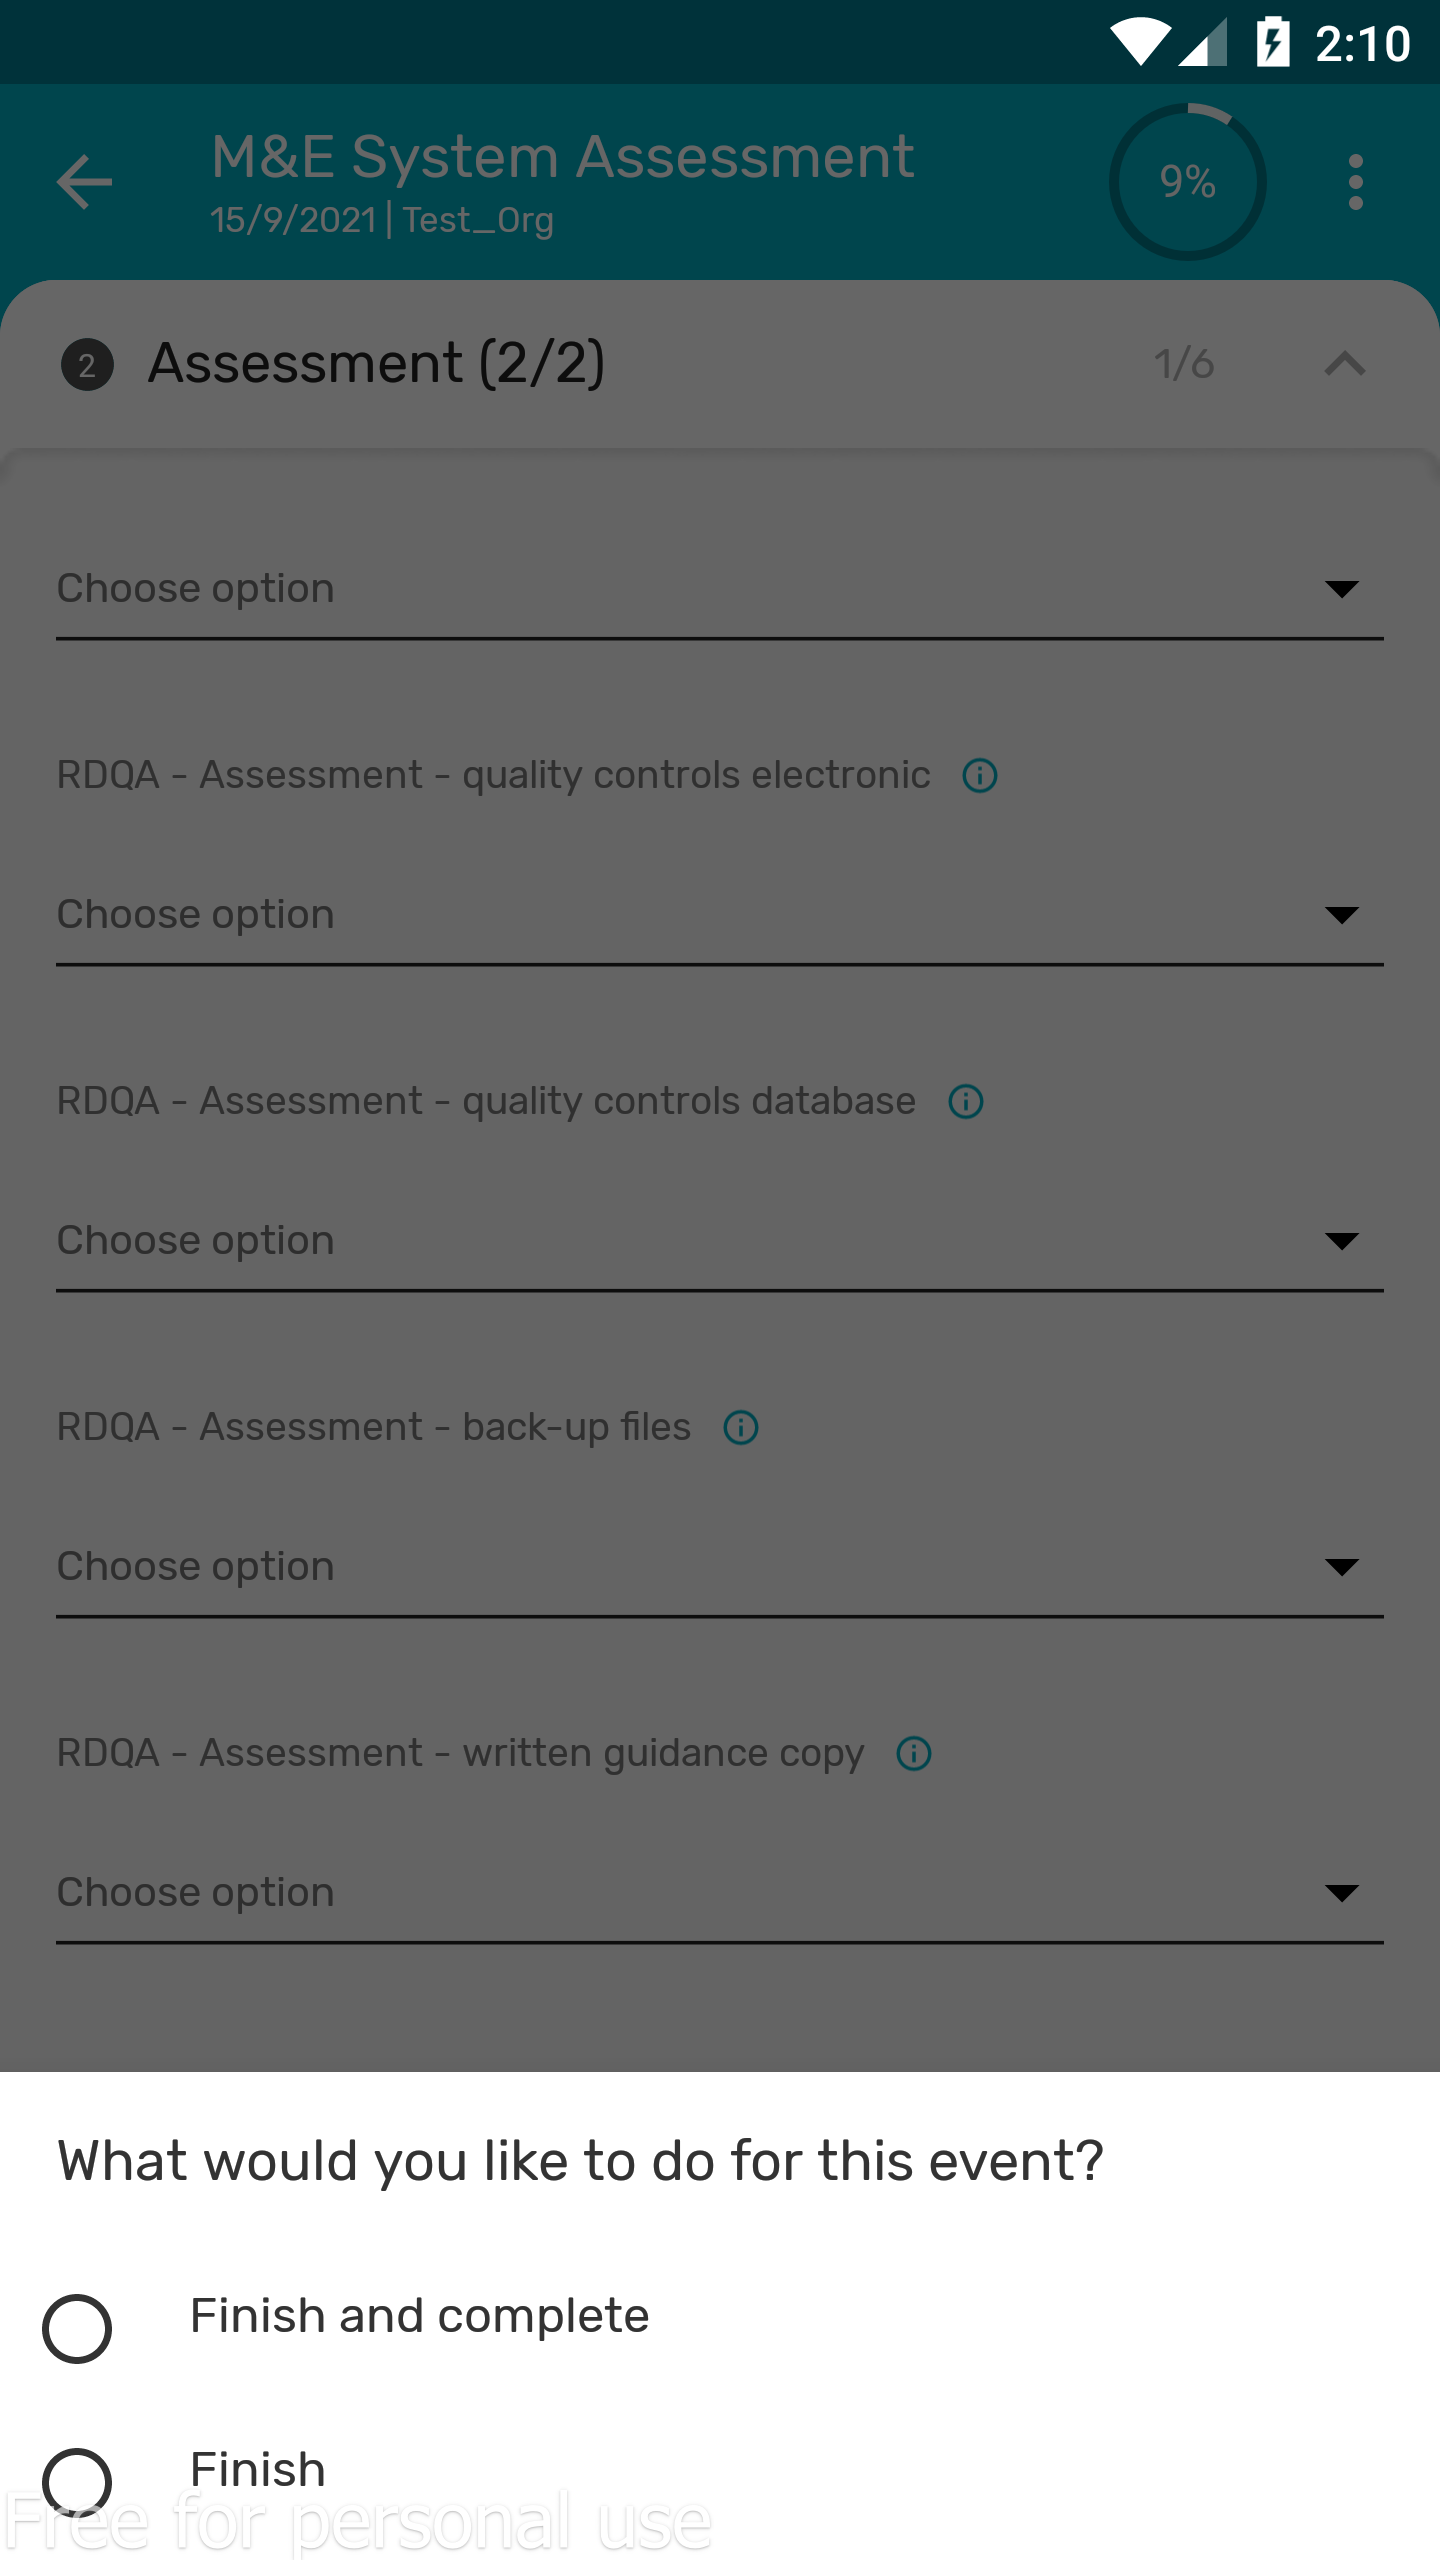 2:10
M&E System Assessment
15/9/2021 | Test_Org
9%
2 Assessment (2/2) 1/6
Choose option
RDQA - Assessment - quality controls electronic
Choose option
RDQA - Assessment - quality controls database
Choose option
RDQA - Assessment - back-up files
Choose option
RDQA - Assessment - written guidance copy
Choose option
What would you like to do for this event?
Finish and complete
Finish
Free for personal use